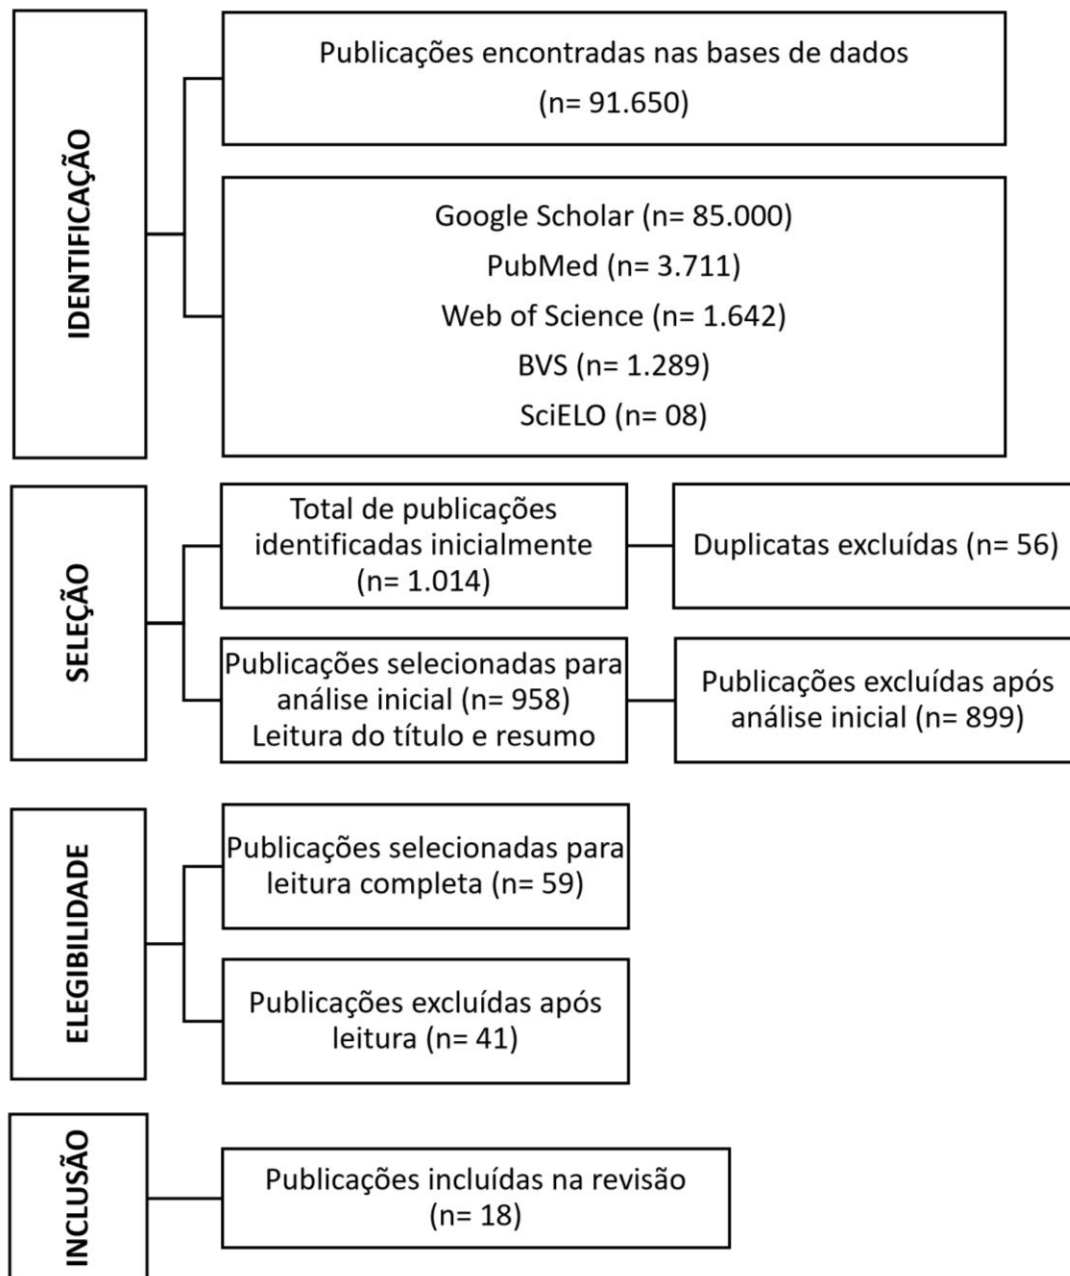 IDENTIFICAÇÃO
Publicações encontradas nas bases de dados
(n= 91.650)
Google Scholar (n= 85.000)
PubMed (n= 3.711)
Web of Science (n= 1.642)
BVS (n= 1.289)
SciELO (n= 08)
SELEÇÃO
Total de publicações
identificadas inicialmente
(n= 1.014)
Duplicatas excluídas (n= 56)
Publicações selecionadas para
análise inicial (n= 958)
Leitura do título e resumo
Publicações excluídas após
análise inicial (n= 899)
ELEGIBILIDADE
Publicações selecionadas para
leitura completa (n= 59)
Publicações excluídas após
leitura (n= 41)
INCLUSÃO
Publicações incluídas na revisão
(n= 18)